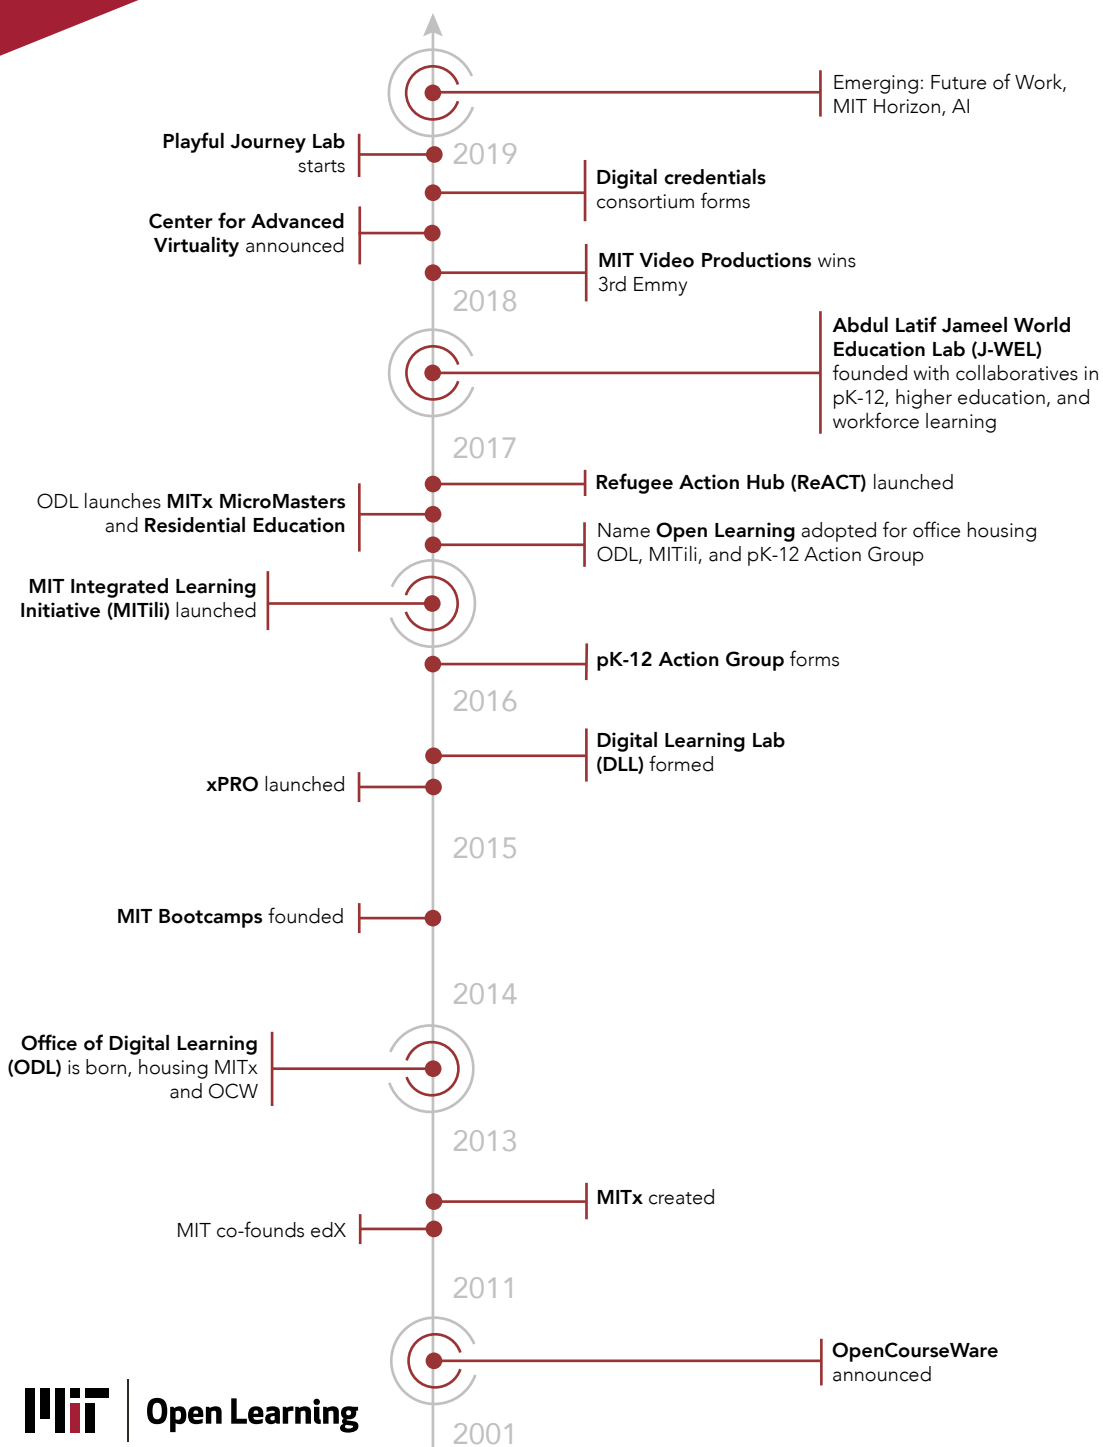 Emerging: Future of Work,
MIT Horizon, AI
Playful Journey Lab
starts
2019
Digital credentials
consortium forms
Center for Advanced
Virtuality announced
MIT Video Productions wins
3rd Emmy
2018
Abdul Latif Jameel World
Education Lab (J-WEL)
founded with collaboratives in
pK-12, higher education, and
workforce learning
2017
Refugee Action Hub (ReACT) launched
ODL launches MITx MicroMasters
and Residential Education
Name Open Learning adopted for office housing
ODL, MITili, and pK-12 Action Group
MIT Integrated Learning
Initiative (MITili) launched
pK-12 Action Group forms
2016
Digital Learning Lab
(DLL) formed
xPRO launched
2015
MIT Bootcamps founded
2014
Office of Digital Learning
(ODL) is born, housing MITx
and OCW
2013
MITx created
MIT co-founds edX
2011
OpenCourseWare
announced
MIT Open Learning
2001